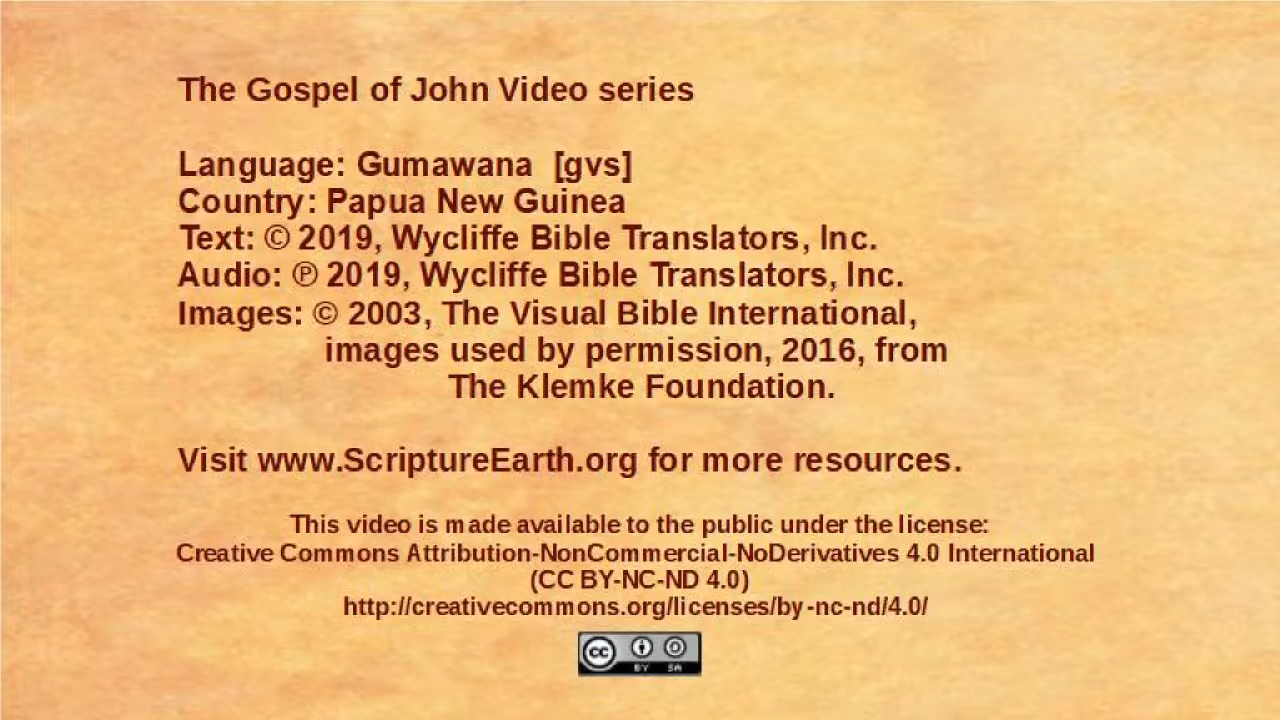 The Gospel of John Video series
Language: Gumawana [gvs]
Country: Papua New Guinea
Text: © 2019, Wycliffe Bible Translators, Inc.
Audio: ℗ 2019, Wycliffe Bible Translators, Inc.
Images: © 2003, The Visual Bible International,
images used by permission, 2016, from
The Klemke Foundation.
Visit www.ScriptureEarth.org for more resources.
This video is made available to the public under the license:
Creative Commons Attribution-NonCommercial-NoDerivatives 4.0 International
(CC BY-NC-ND 4.0)
http://creativecommons.org/licenses/by-nc-nd/4.0/
cc BY SA